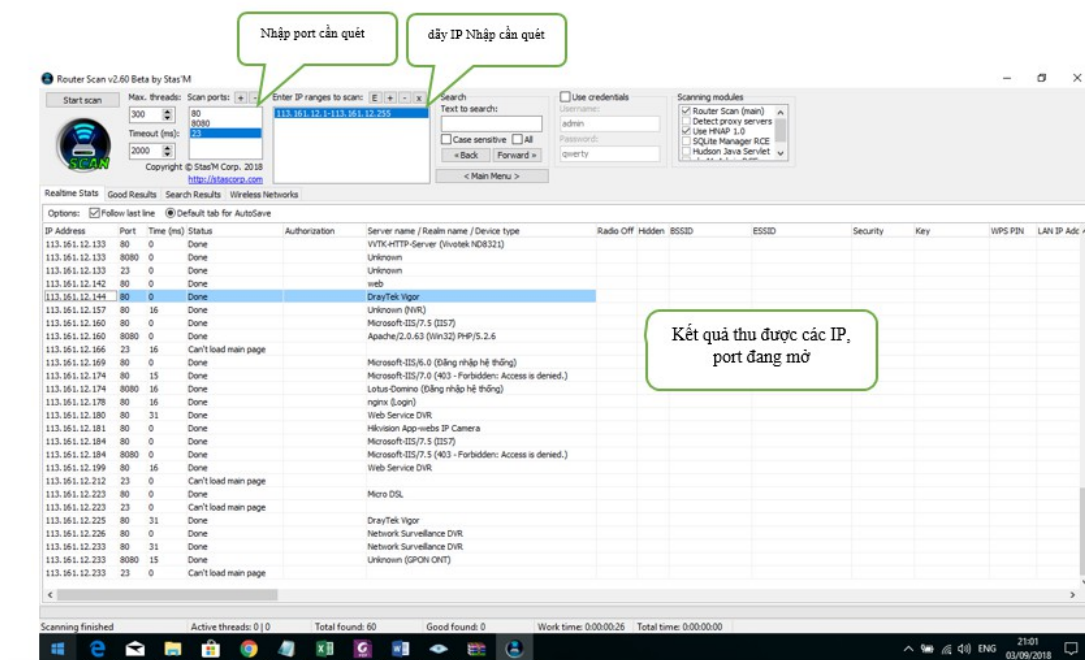 Nhập port cần quét
dãy IP Nhập cần quét
Router Scan v2.60 Beta by Stas'M
Start scan
Max. threads:
300
Timeout (ms):
2000
Scan ports: + -
80
8080
23
Enter IP ranges to scan: E + - x
113.161.12.1-113.161.12.255
SCAN
Copyright © Stas'M Corp. 2018
http://stascorp.com
Search
Text to search:
Case sensitive All
« Back Forward »
< Main Menu >
Use credentials
Username:
admin
Password:
qwerty
Scanning modules
Router Scan (main)
Detect proxy servers
Use HNAP 1.0
SQLite Manager RCE
Hudson Java Servlet
Realtime Stats Good Results Search Results Wireless Networks
Options: Follow last line Default tab for AutoSave
IP Address Port Time (ms) Status Authorization Server name / Realm name / Device type Radio Off Hidden BSSID ESSID Security Key WPS PIN LAN IP Adc
113.161.12.133 80 0 Done VVTK-HTTP-Server (Vivotek ND8321)
113.161.12.133 8080 0 Done Unknown
113.161.12.133 23 0 Done Unknown
113.161.12.142 80 0 Done web
113.161.12.144 80 0 Done DrayTek Vigor
113.161.12.157 80 16 Done Unknown (NVR)
113.161.12.160 80 0 Done Microsoft-IIS/7.5 (IIS7)
113.161.12.160 8080 0 Done Apache/2.0.63 (Win32) PHP/5.2.6
113.161.12.166 23 16 Can't load main page
113.161.12.169 80 0 Done Microsoft-IIS/6.0 (Đăng nhập hệ thống)
113.161.12.174 80 15 Done Microsoft-IIS/7.0 (403 - Forbidden: Access is denied.)
113.161.12.174 8080 16 Done Lotus-Domino (Đăng nhập hệ thống)
113.161.12.178 80 16 Done nginx (Login)
113.161.12.180 80 31 Done Web Service DVR
113.161.12.181 80 0 Done Hikvision App-webs IP Camera
113.161.12.184 80 0 Done Microsoft-IIS/7.5 (IIS7)
113.161.12.184 8080 0 Done Microsoft-IIS/7.5 (403 - Forbidden: Access is denied.)
113.161.12.199 80 16 Done Web Service DVR
113.161.12.212 23 0 Can't load main page
113.161.12.223 80 0 Done Micro DSL
113.161.12.223 23 0 Can't load main page
113.161.12.225 80 31 Done DrayTek Vigor
113.161.12.226 80 0 Done Network Surveillance DVR
113.161.12.233 80 31 Done Network Surveillance DVR
113.161.12.233 8080 15 Done Unknown (GPON ONT)
113.161.12.233 23 0 Can't load main page
Kết quả thu được các IP,
port đang mở
Scanning finished Active threads: 0 | 0 Total found: 60 Good found: 0 Work time: 0:00:00:26 Total time: 0:00:00:00
ENG
21:01
03/09/2018